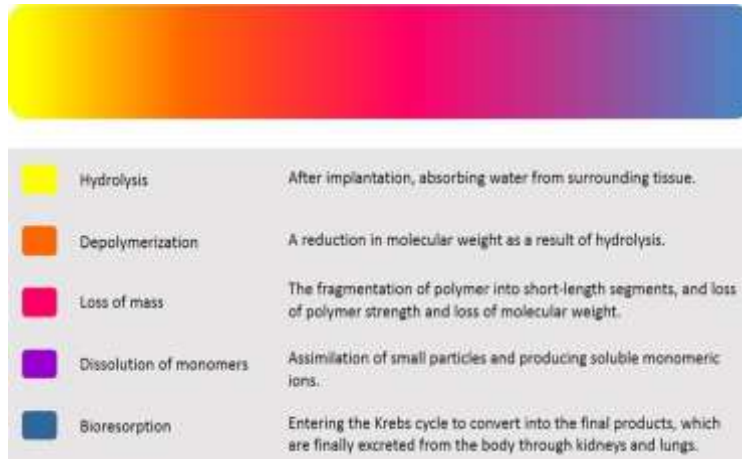 Hydrolysis
After implantation, absorbing water from surrounding tissue.
Depolymerization
A reduction in molecular weight as a result of hydrolysis.
Loss of mass
The fragmentation of polymer into short-length segments, and loss
of polymer strength and loss of molecular weight.
Dissolution of monomers
Assimilation of small particles and producing soluble monomeric
ions.
Bioresorption
Entering the Krebs cycle to convert into the final products, which
are finally excreted from the body through kidneys and lungs.